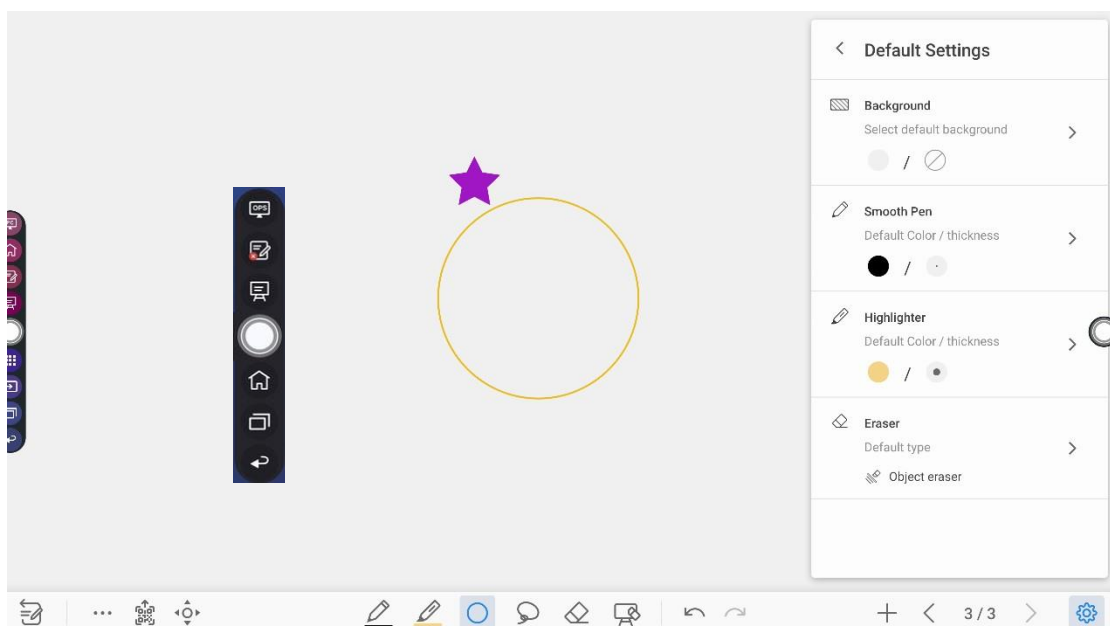 Default Settings
Background
Select default background
/
Smooth Pen
Default Color / thickness
/
Highlighter
Default Color / thickness
/
Eraser
Default type
Object eraser
OPS
3 / 3